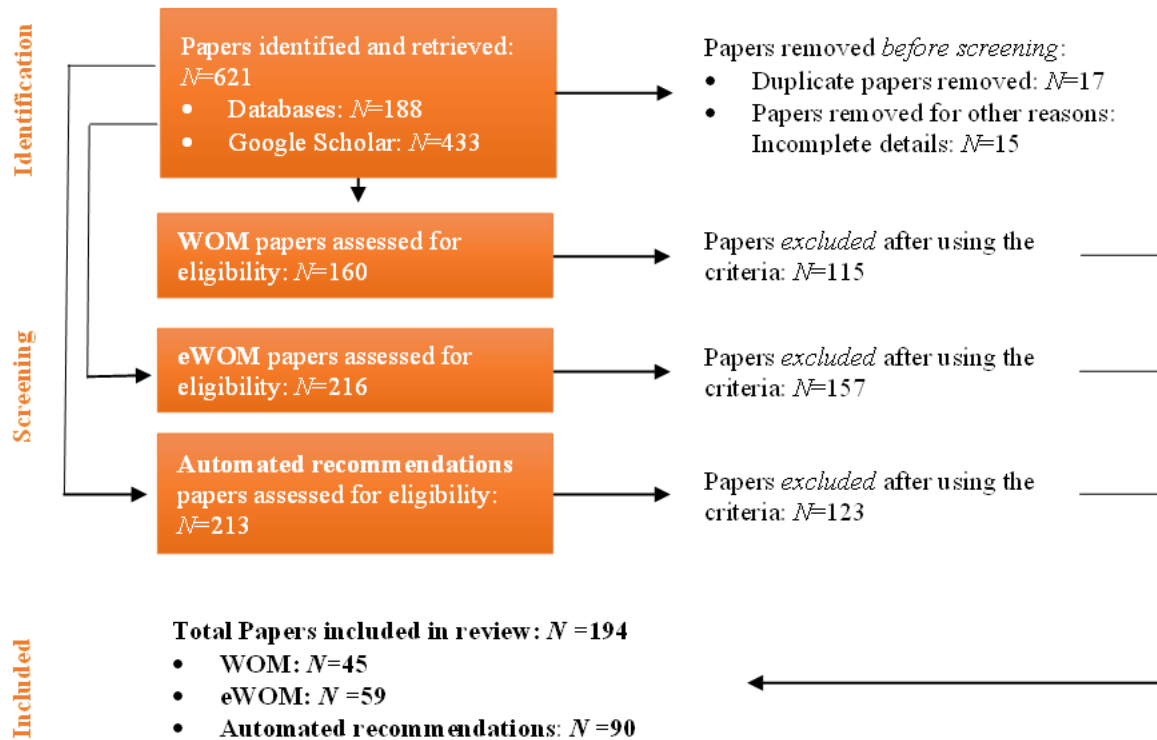 Identification
Papers identified and retrieved:
N=621
• Databases: N=188
• Google Scholar: N=433
Papers removed before screening:
• Duplicate papers removed: N=17
• Papers removed for other reasons:
Incomplete details: N=15
Screening
WOM papers assessed for
eligibility: N=160
Papers excluded after using the
criteria: N=115
eWOM papers assessed for
eligibility: N=216
Papers excluded after using the
criteria: N=157
Automated recommendations
papers assessed for eligibility:
N=213
Papers excluded after using the
criteria: N=123
Included
Total Papers included in review: N =194
• WOM: N=45
• eWOM: N =59
• Automated recommendations: N =90